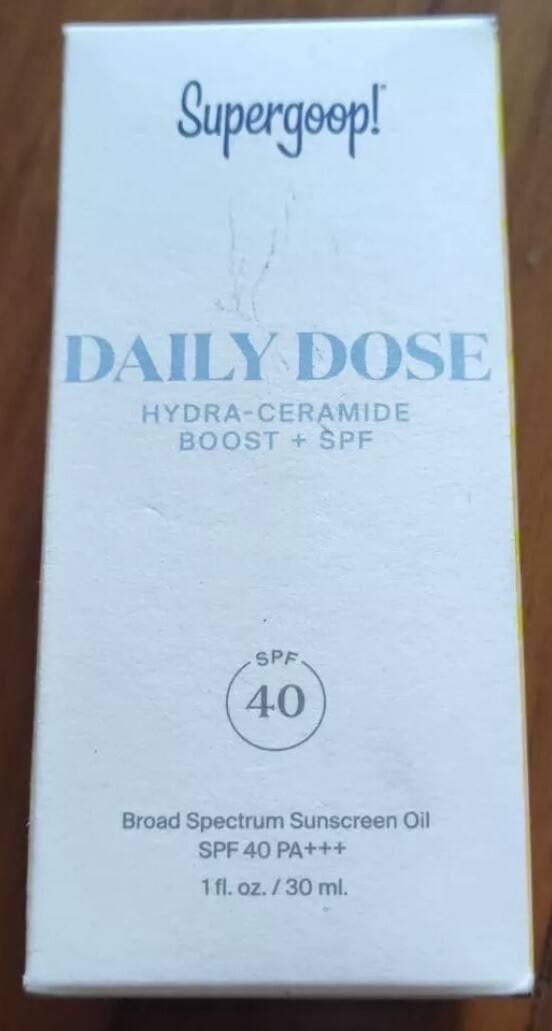 Supergoop!
DAILY DOSE
HYDRA-CERAMIDE
BOOST + SPF
SPF
40
Broad Spectrum Sunscreen Oil
SPF 40 PA+++
1 fl. oz. / 30 ml.